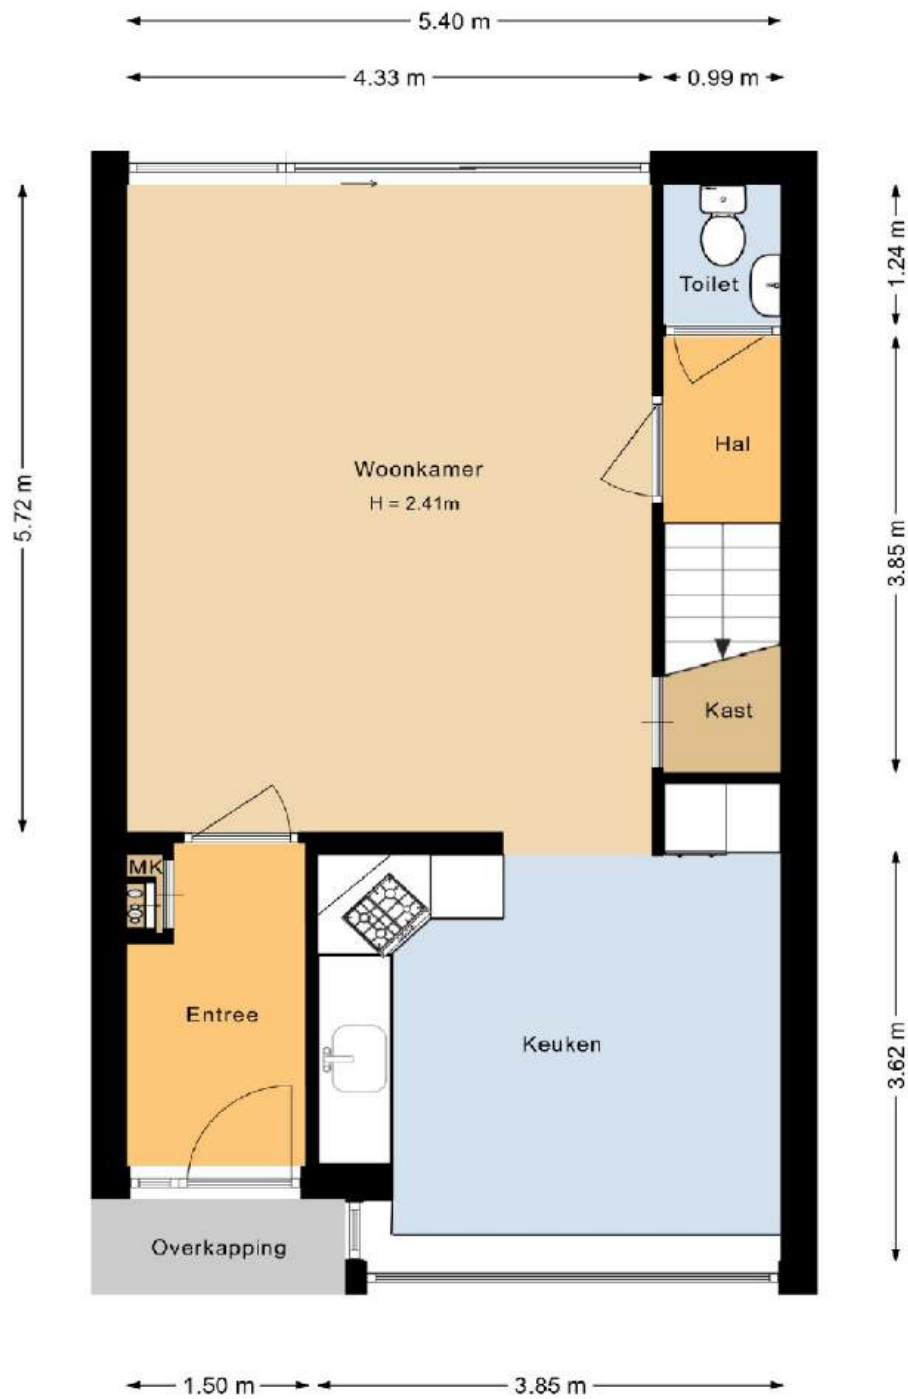 5.40 m
4.33 m
0.99 m
1.24 m
Toilet
Hal
Woonkamer
H = 2.41m
5.72 m
3.85 m
Kast
MK
Entree
Keuken
3.62 m
Overkapping
1.50 m
3.85 m